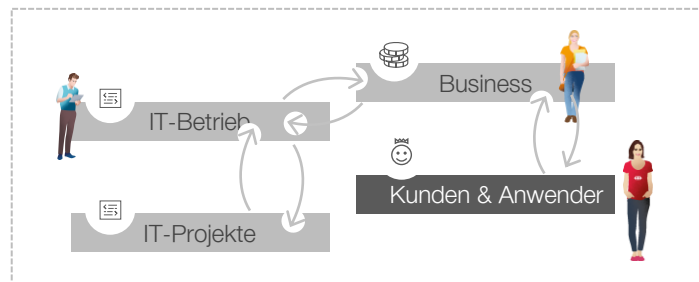 Business
IT-Betrieb
Kunden & Anwender
IT-Projekte